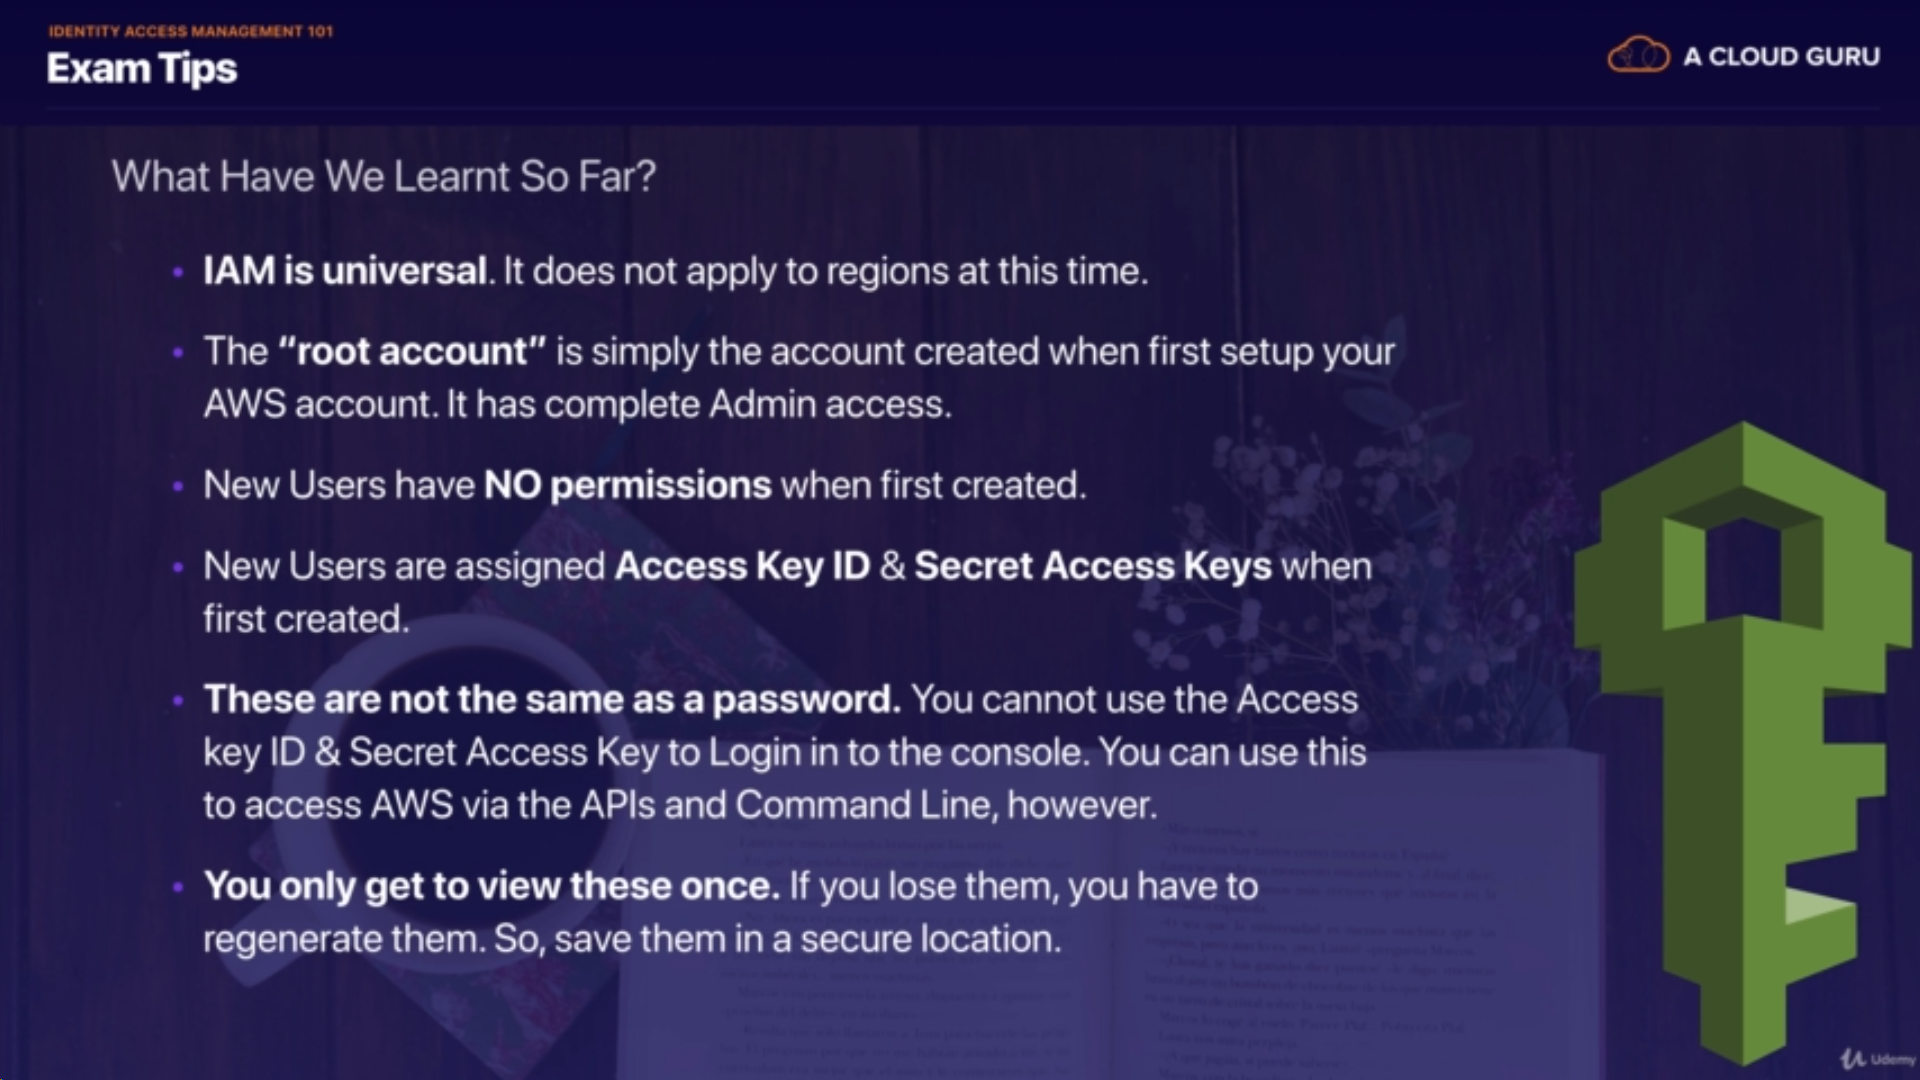 IDENTITY ACCESS MANAGEMENT 101
Exam Tips
A CLOUD GURU
What Have We Learnt So Far?
• IAM is universal. It does not apply to regions at this time.
• The “root account” is simply the account created when first setup your
AWS account. It has complete Admin access.
• New Users have NO permissions when first created.
• New Users are assigned Access Key ID & Secret Access Keys when
first created.
• These are not the same as a password. You cannot use the Access
key ID & Secret Access Key to Login in to the console. You can use this
to access AWS via the APIs and Command Line, however.
• You only get to view these once. If you lose them, you have to
regenerate them. So, save them in a secure location.
Udemy